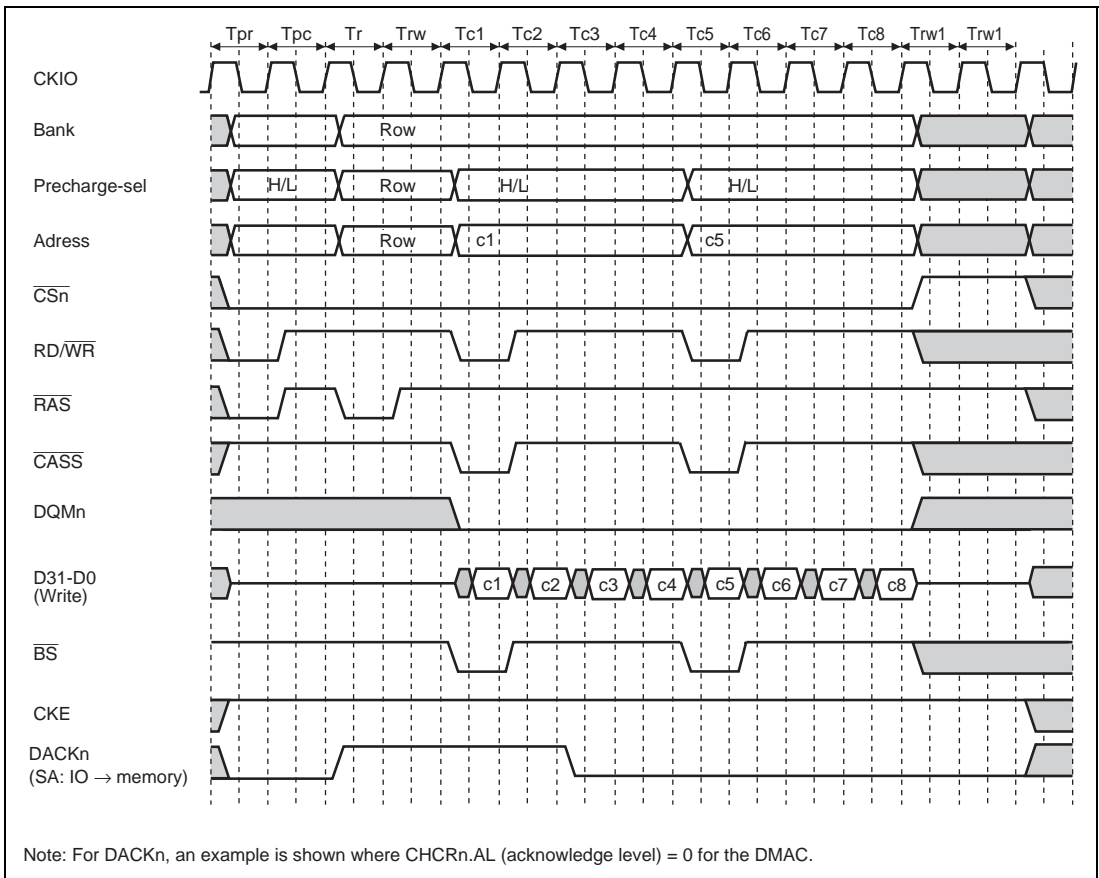 Tpr Tpc Tr Trw Tc1 Tc2 Tc3 Tc4 Tc5 Tc6 Tc7 Tc8 Trw1 Trw1
CKIO
Bank Row
Precharge-sel H/L Row H/L H/L
Adress Row c1 c5
CSn
RD/WR
RAS
CASS
DQMn
D31-D0
(Write) c1 c2 c3 c4 c5 c6 c7 c8
BS
CKE
DACKn
(SA: IO → memory)
Note: For DACKn, an example is shown where CHCRn.AL (acknowledge level) = 0 for the DMAC.